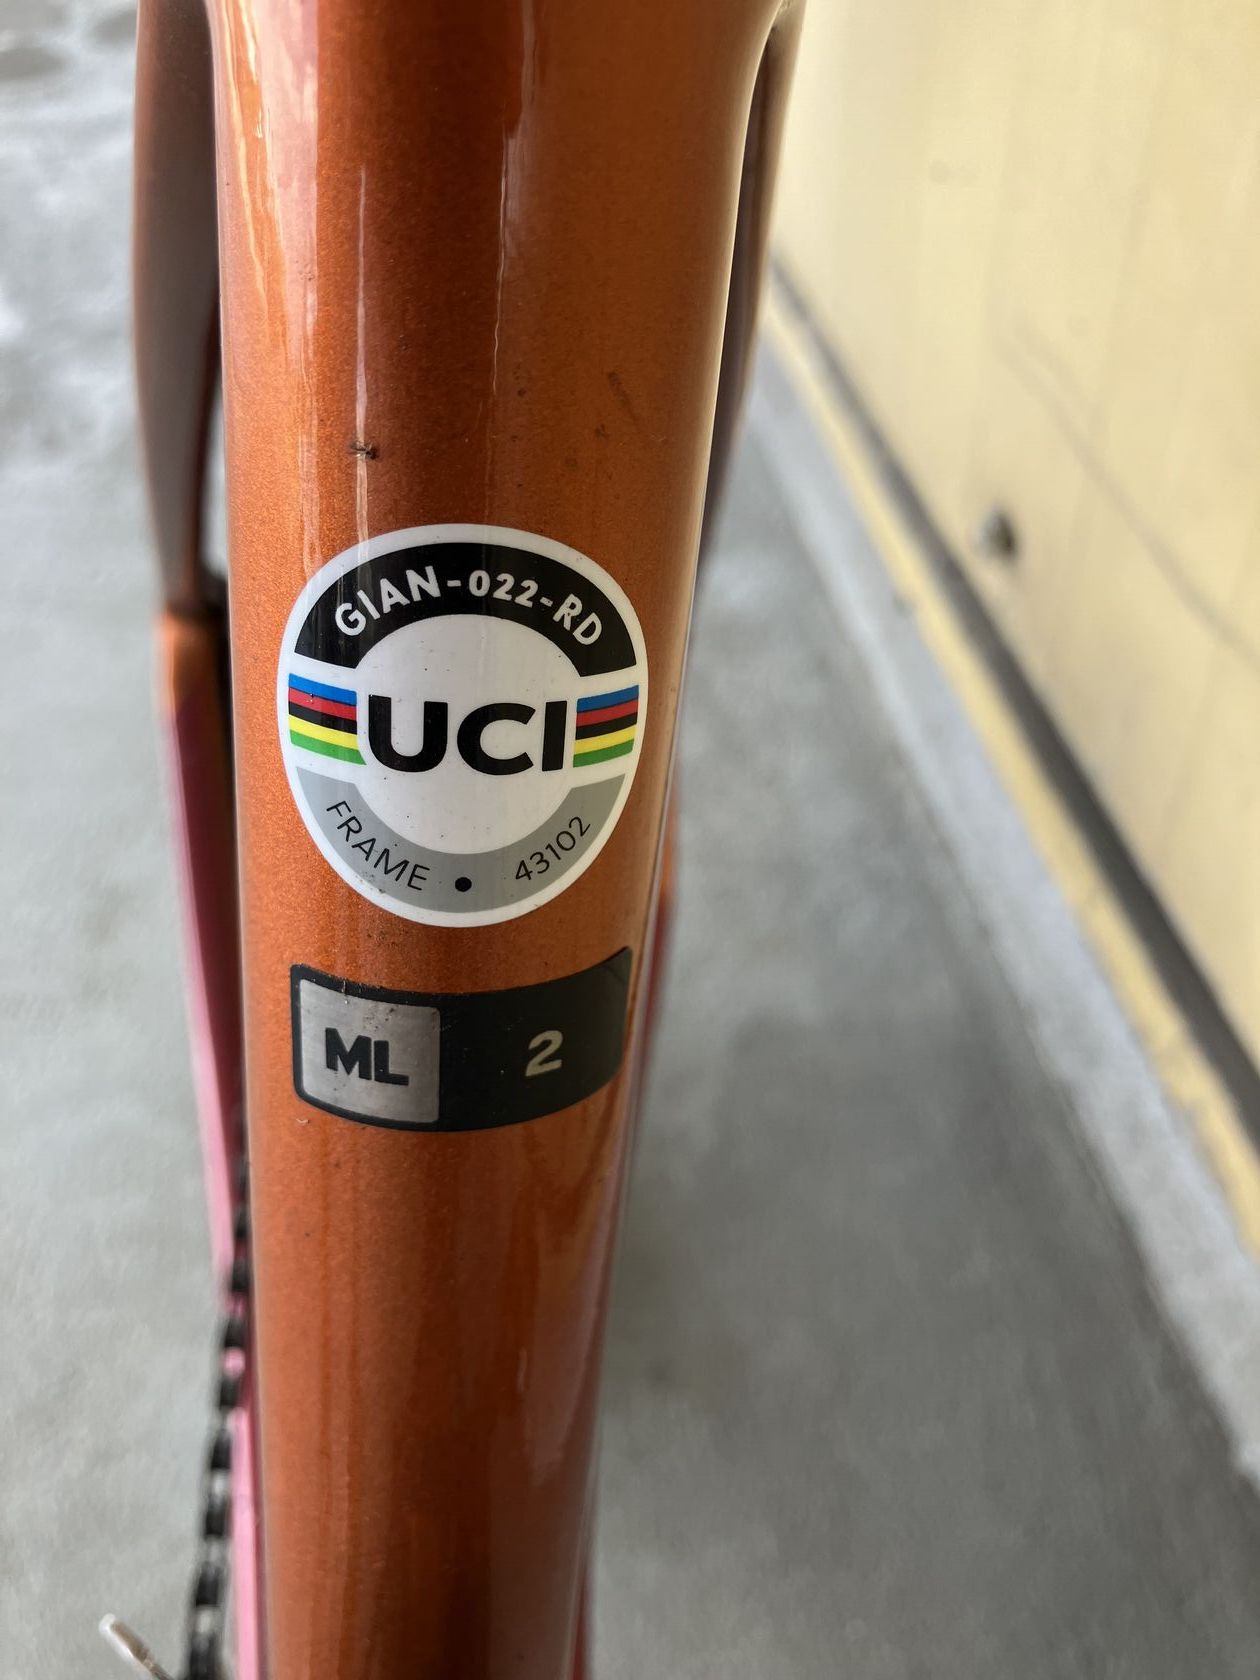 GIAN-022-RD
UCI
FRAME • 43102
ML 2